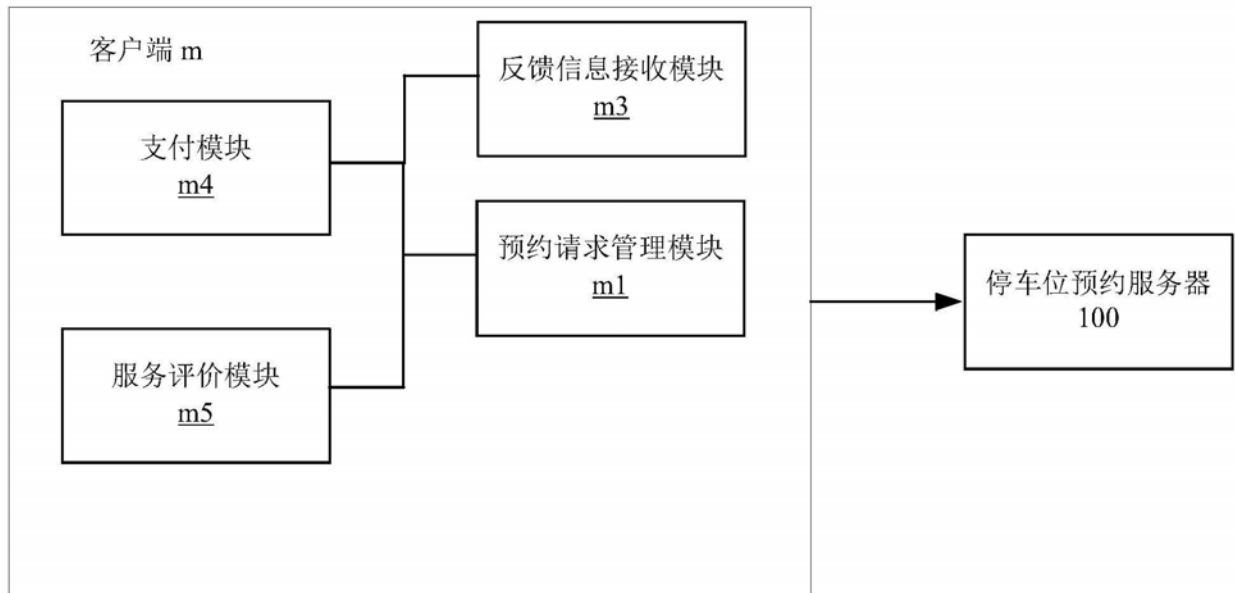 客户端 m
支付模块
m4
服务评价模块
m5
反馈信息接收模块
m3
预约请求管理模块
m1
停车位预约服务器
100